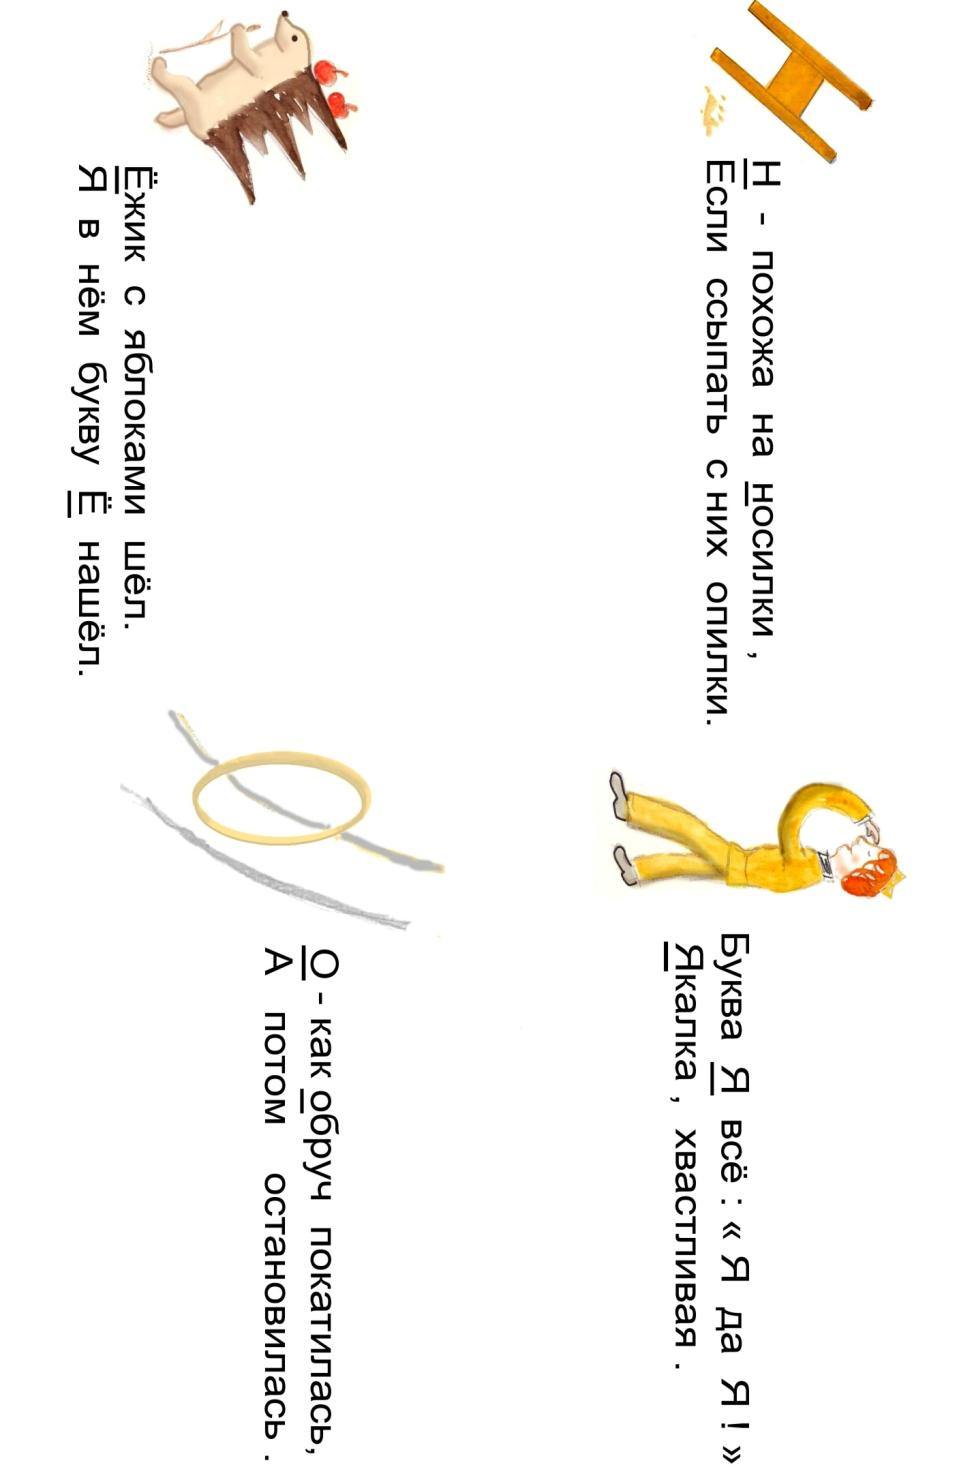 Н - похожа на носилки ,
Если ссыпать с них опилки.
Буква Я всё : « Я да Я ! »
Якалка , хвастливая .
Ёжик с яблоками шёл.
Я в нём букву Ё нашёл.
О - как обруч покатилась,
А потом остановилась .